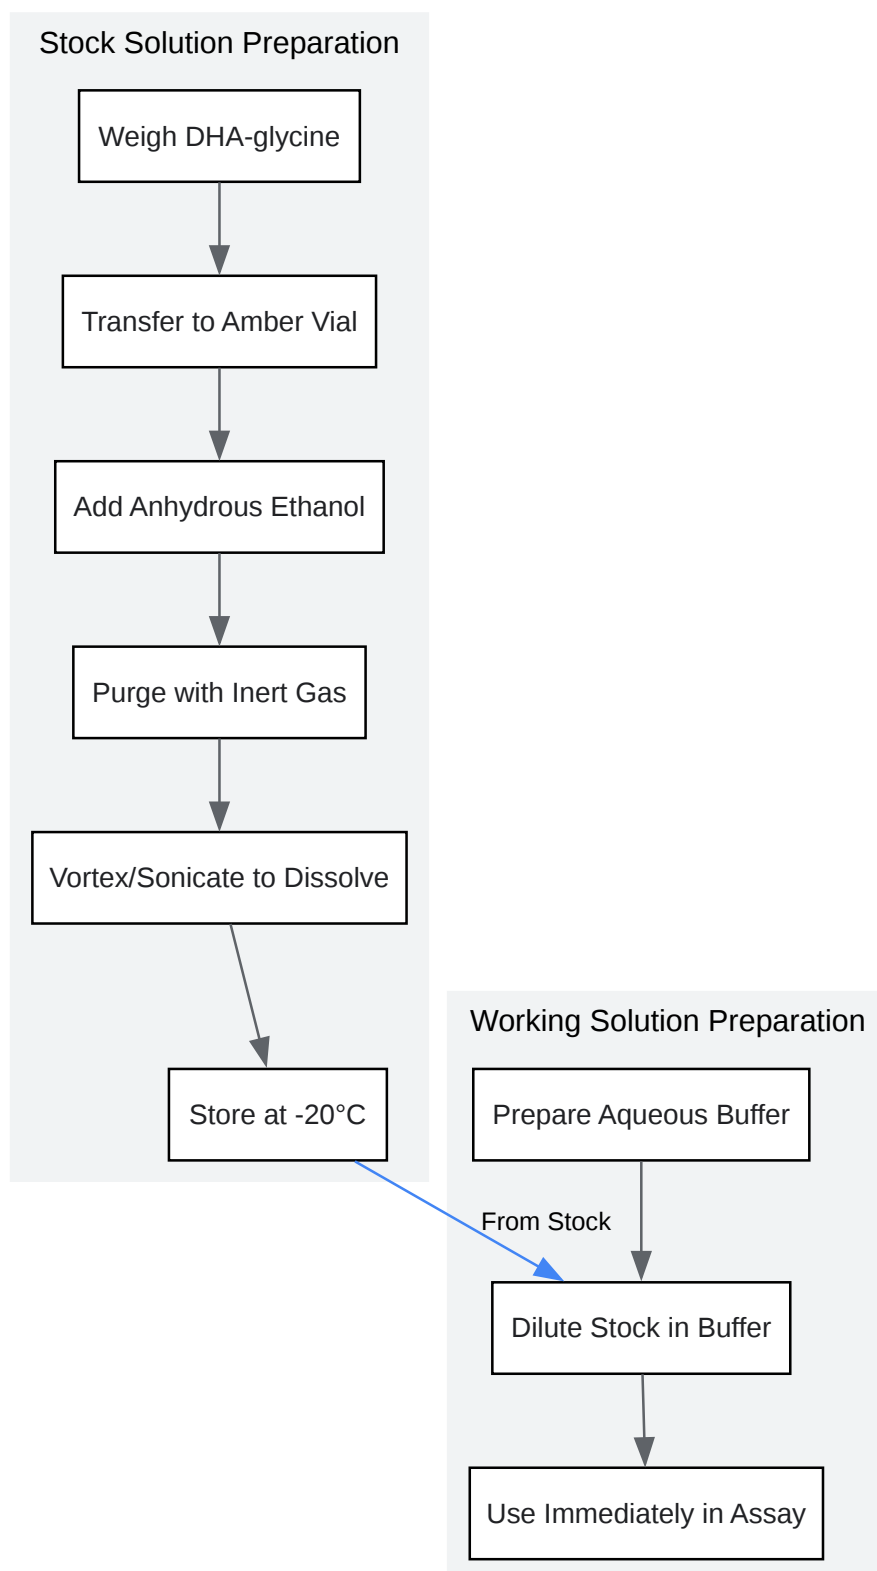 Stock Solution Preparation
Weigh DHA-glycine
Transfer to Amber Vial
Add Anhydrous Ethanol
Purge with Inert Gas
Vortex/Sonicate to Dissolve
Store at -20°C
Working Solution Preparation
Prepare Aqueous Buffer
From Stock
Dilute Stock in Buffer
Use Immediately in Assay